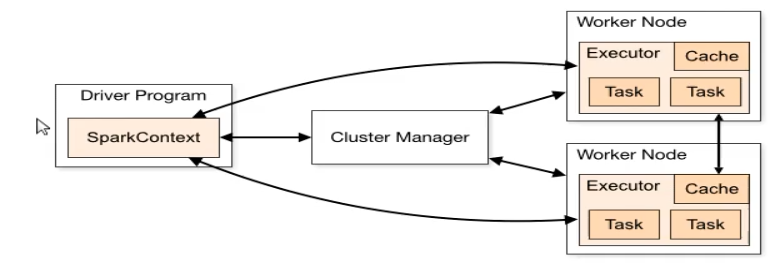 Driver Program
SparkContext
Cluster Manager
Worker Node
Executor
Cache
Task
Task
Worker Node
Executor
Cache
Task
Task